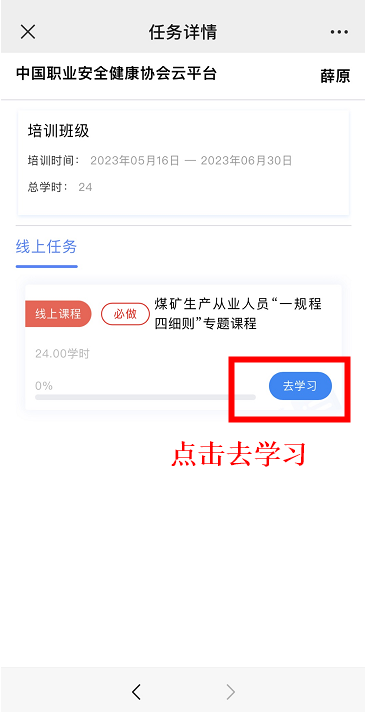 任务详情
中国职业安全健康协会云平台
薛原
培训班级
培训时间： 2023年05月16日 — 2023年06月30日
总学时： 24
线上任务
线上课程
必做
煤矿生产从业人员“一规程
四细则”专题课程
24.00学时
0%
去学习
点击去学习